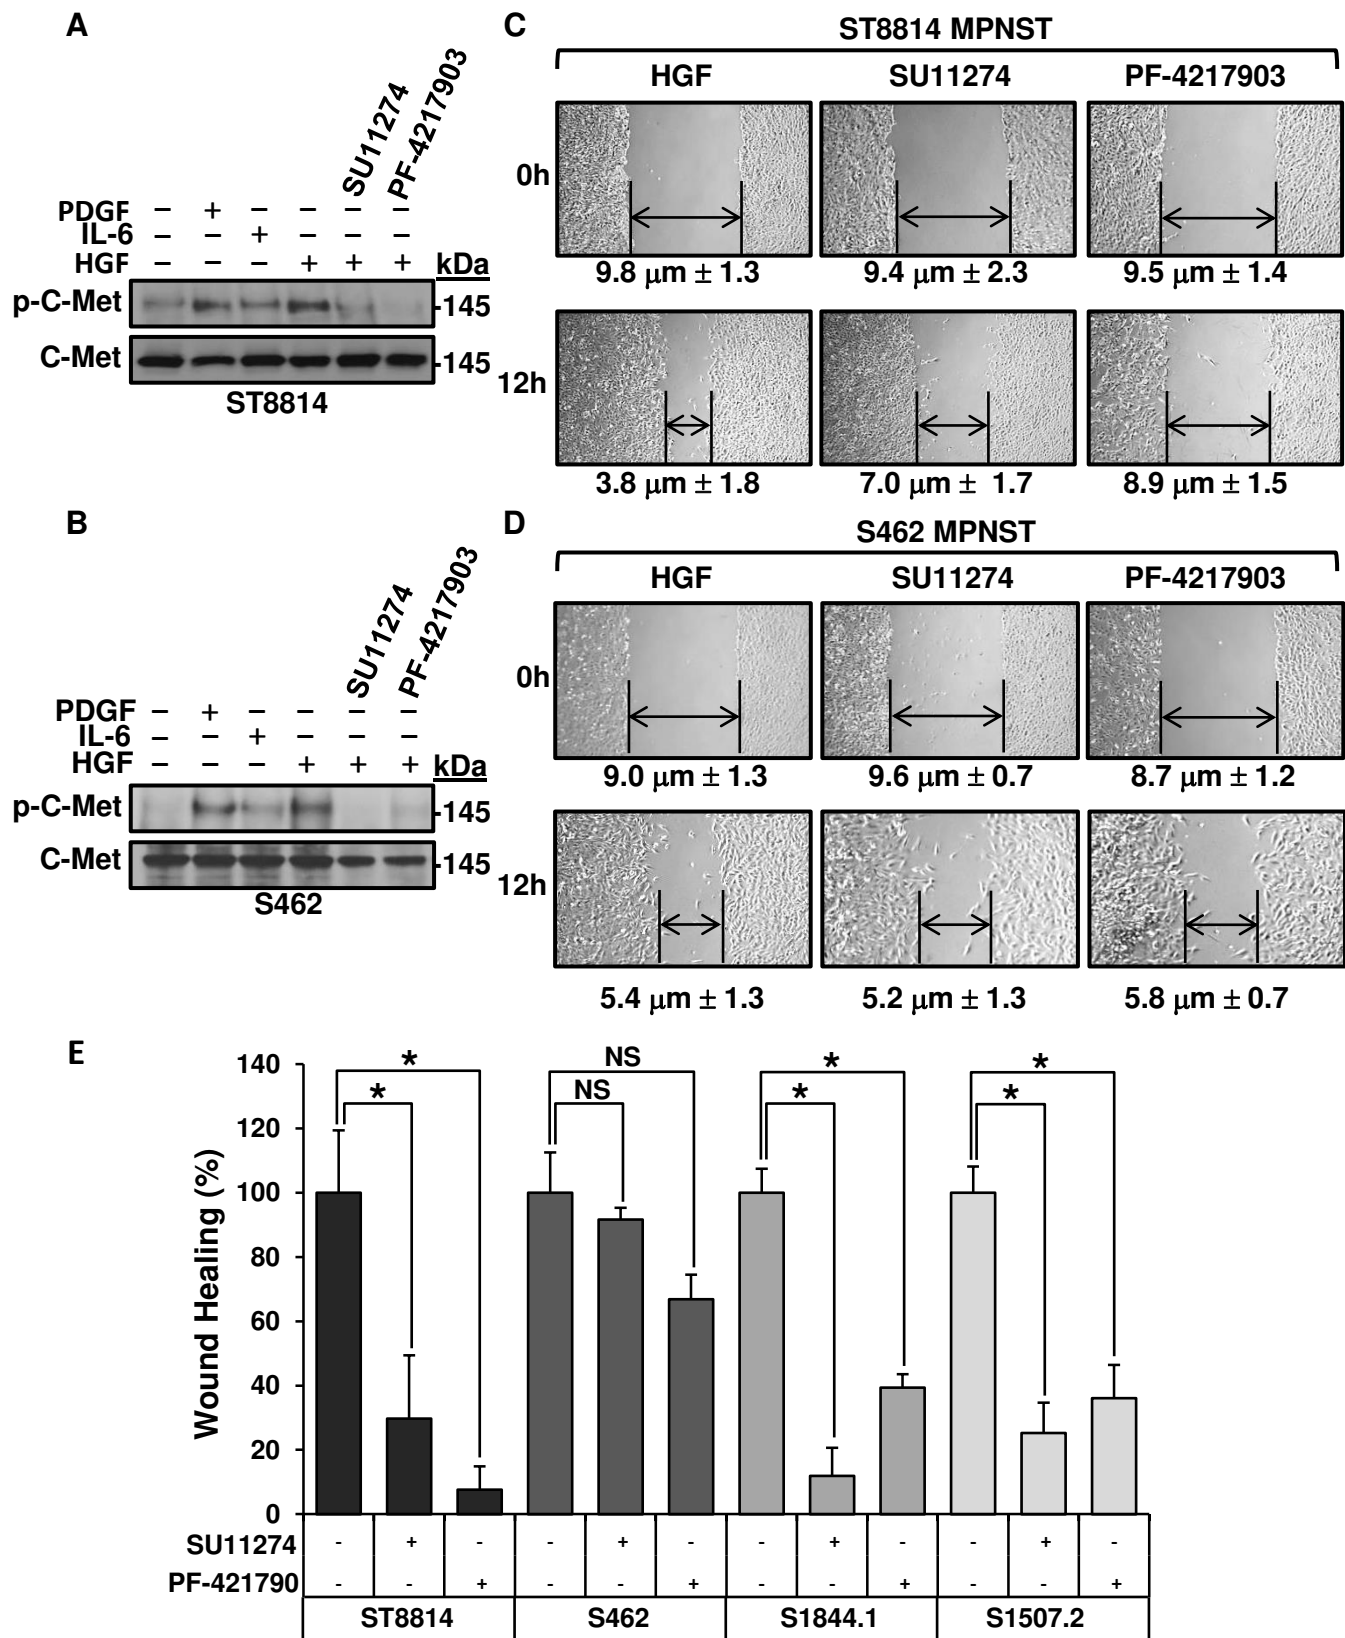 A
SU11274
PF-4217903
PDGF – + – – – –
IL-6 – – + – – –
HGF – – – + + + kDa
p-C-Met -145
C-Met -145
ST8814
B
SU11274
PF-4217903
PDGF – + – – – –
IL-6 – – + – – –
HGF – – – + + + kDa
p-C-Met -145
C-Met -145
S462
C
ST8814 MPNST
HGF SU11274 PF-4217903
0h
9.8 μm ± 1.3 9.4 μm ± 2.3 9.5 μm ± 1.4
12h
3.8 μm ± 1.8 7.0 μm ± 1.7 8.9 μm ± 1.5
D
S462 MPNST
HGF SU11274 PF-4217903
0h
9.0 μm ± 1.3 9.6 μm ± 0.7 8.7 μm ± 1.2
12h
5.4 μm ± 1.3 5.2 μm ± 1.3 5.8 μm ± 0.7
E
Wound Healing (%)
140
120
100
80
60
40
20
0
* * NS NS * * * *
SU11274 - + - - + - - + - - + -
PF-421790 - - + - - + - - + - - +
ST8814 S462 S1844.1 S1507.2